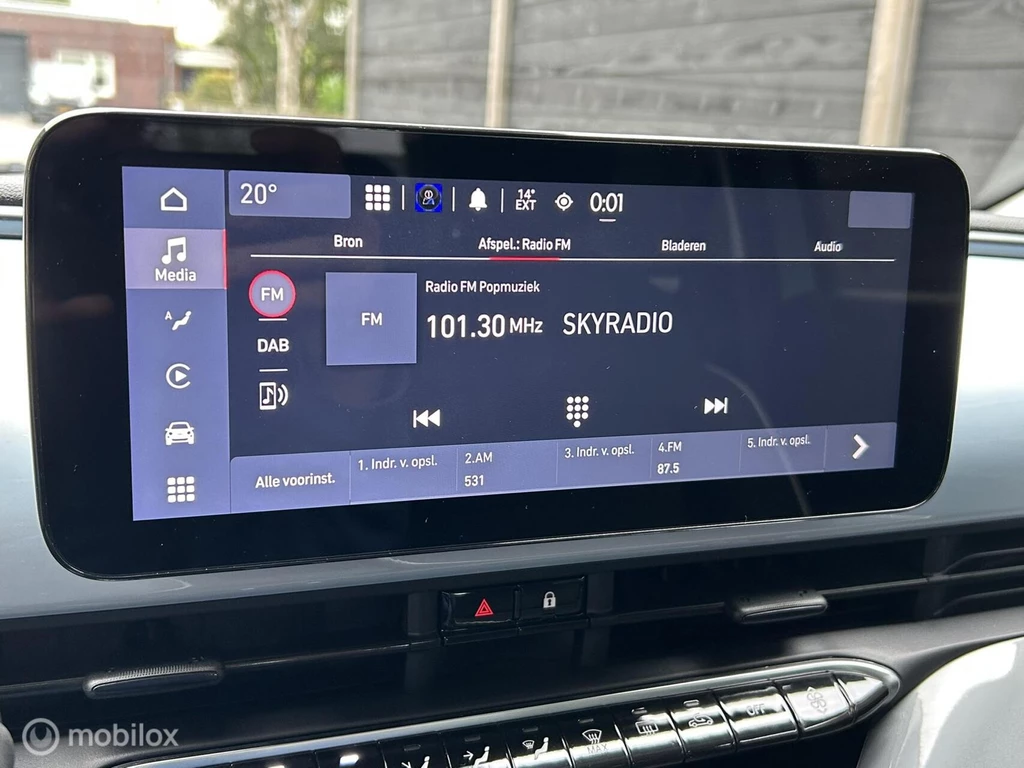 20°
14°
EXT
0:01
Bron
Afspel.: Radio FM
Bladeren
Audio
Media
FM
DAB
FM
Radio FM Popmuziek
101.30 MHz SKYRADIO
A
Alle voorinst.
1. Indr. v. opsl.
2.AM
531
3. Indr. v. opsl.
4.FM
87.5
5. Indr. v. opsl.
MAX
OFF
mobilox